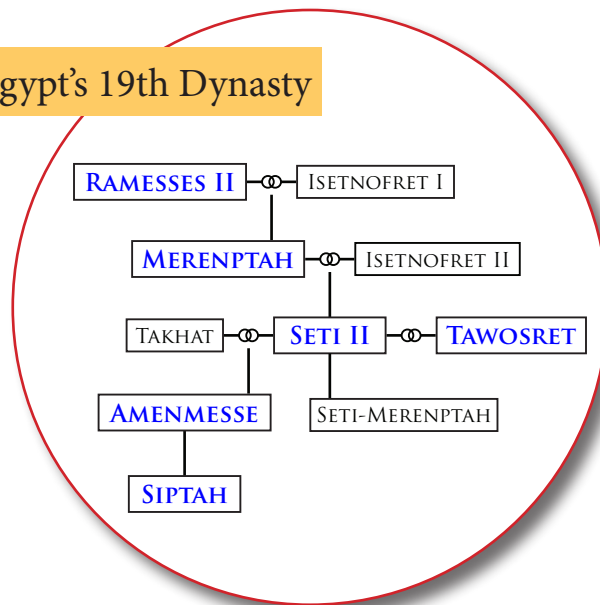 gypt's 19th Dynasty
RAMESSES II
ISETNOFRET I
MERENPTAH
ISETNOFRET II
TAKHAT
SETI II
TAWOSRET
AMENMESSE
SETI-MERENPTAH
SIPTAH